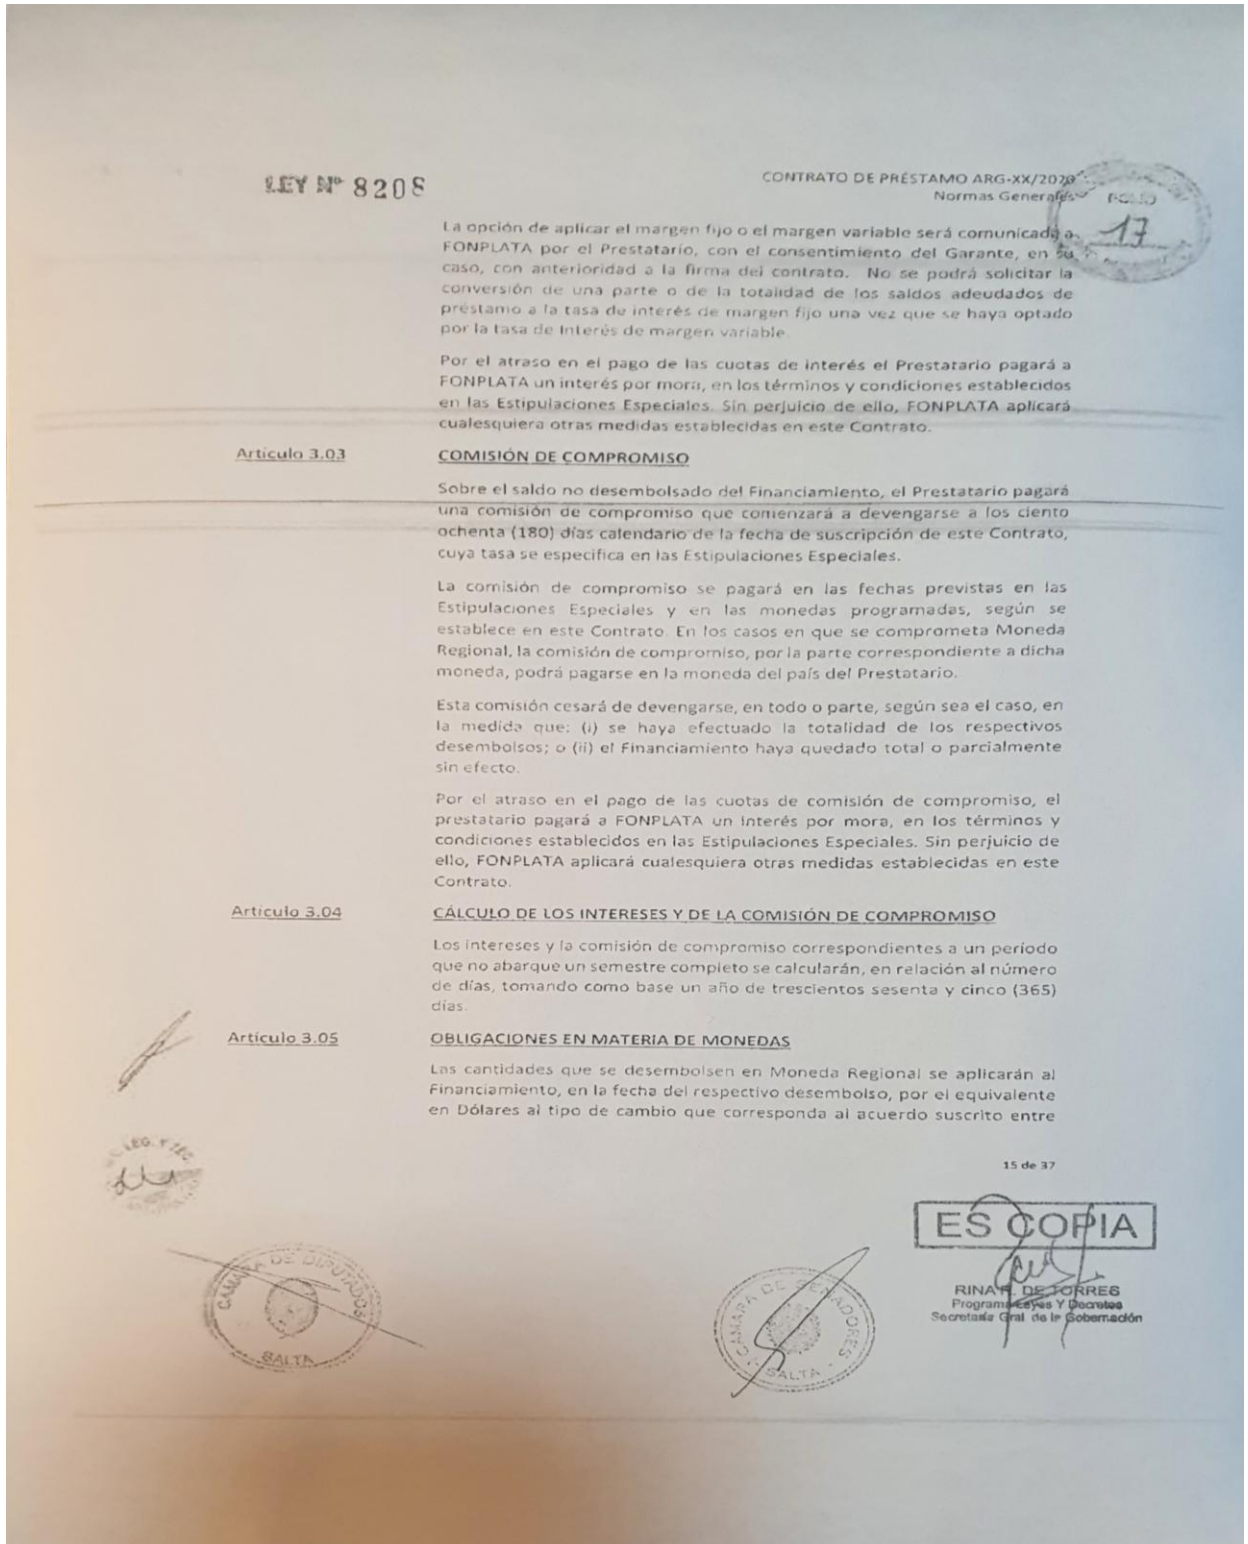 LEY Nº 8208
CONTRATO DE PRÉSTAMO ARG-XX/2020
Normas Generales
FOLIO
17
La opción de aplicar el margen fijo o el margen variable será comunicada a
FONPLATA por el Prestatario, con el consentimiento del Garante, en su
caso, con anterioridad a la firma del contrato. No se podrá solicitar la
conversión de una parte o de la totalidad de los saldos adeudados de
préstamo a la tasa de interés de margen fijo una vez que se haya optado
por la tasa de Interés de margen variable.
Por el atraso en el pago de las cuotas de interés el Prestatario pagará a
FONPLATA un interés por mora, en los términos y condiciones establecidos
en las Estipulaciones Especiales. Sin perjuicio de ello, FONPLATA aplicará
cualesquiera otras medidas establecidas en este Contrato.
Artículo 3.03 COMISIÓN DE COMPROMISO
Sobre el saldo no desembolsado del Financiamiento, el Prestatario pagará
una comisión de compromiso que comenzará a devengarse a los ciento
ochenta (180) días calendario de la fecha de suscripción de este Contrato,
cuya tasa se especifica en las Estipulaciones Especiales.
La comisión de compromiso se pagará en las fechas previstas en las
Estipulaciones Especiales y en las monedas programadas, según se
establece en este Contrato. En los casos en que se comprometa Moneda
Regional, la comisión de compromiso, por la parte correspondiente a dicha
moneda, podrá pagarse en la moneda del país del Prestatario.
Esta comisión cesará de devengarse, en todo o parte, según sea el caso, en
la medida que: (i) se haya efectuado la totalidad de los respectivos
desembolsos; o (ii) el Financiamiento haya quedado total o parcialmente
sin efecto.
Por el atraso en el pago de las cuotas de comisión de compromiso, el
prestatario pagará a FONPLATA un interés por mora, en los términos y
condiciones establecidos en las Estipulaciones Especiales. Sin perjuicio de
ello, FONPLATA aplicará cualesquiera otras medidas establecidas en este
Contrato.
Artículo 3.04 CÁLCULO DE LOS INTERESES Y DE LA COMISIÓN DE COMPROMISO
Los intereses y la comisión de compromiso correspondientes a un período
que no abarque un semestre completo se calcularán, en relación al número
de días, tomando como base un año de trescientos sesenta y cinco (365)
días.
Artículo 3.05 OBLIGACIONES EN MATERIA DE MONEDAS
Las cantidades que se desembolsen en Moneda Regional se aplicarán al
Financiamiento, en la fecha del respectivo desembolso, por el equivalente
en Dólares al tipo de cambio que corresponda al acuerdo suscrito entre
15 de 37
LEG. Y
CAMARA DE DIPUTADOS
SALTA
CAMARA DE SENADORES
SALTA
ES COPIA
RINA R. DE TORRES
Programa Leyes Y Decretos
Secretaría Gral de la Gobernación